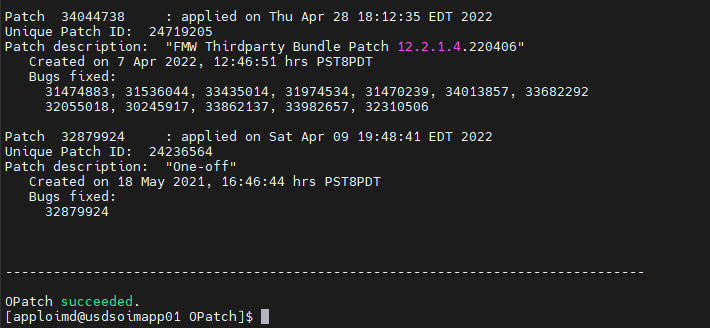 Patch  34044738     : applied on Thu Apr 28 18:12:35 EDT 2022
Unique Patch ID:  24719205
Patch description:  "FMW Thirdparty Bundle Patch 12.2.1.4.220406"
   Created on 7 Apr 2022, 12:46:51 hrs PST8PDT
   Bugs fixed:
     31474883, 31536044, 33435014, 31974534, 31470239, 34013857, 33682292
     32055018, 30245917, 33862137, 33982657, 32310506
Patch  32879924     : applied on Sat Apr 09 19:48:41 EDT 2022
Unique Patch ID:  24236564
Patch description:  "One-off"
   Created on 18 May 2021, 16:46:44 hrs PST8PDT
   Bugs fixed:
     32879924
--------------------------------------------------------------------------------
OPatch succeeded.
[apploimd@usdsoimapp01 OPatch]$